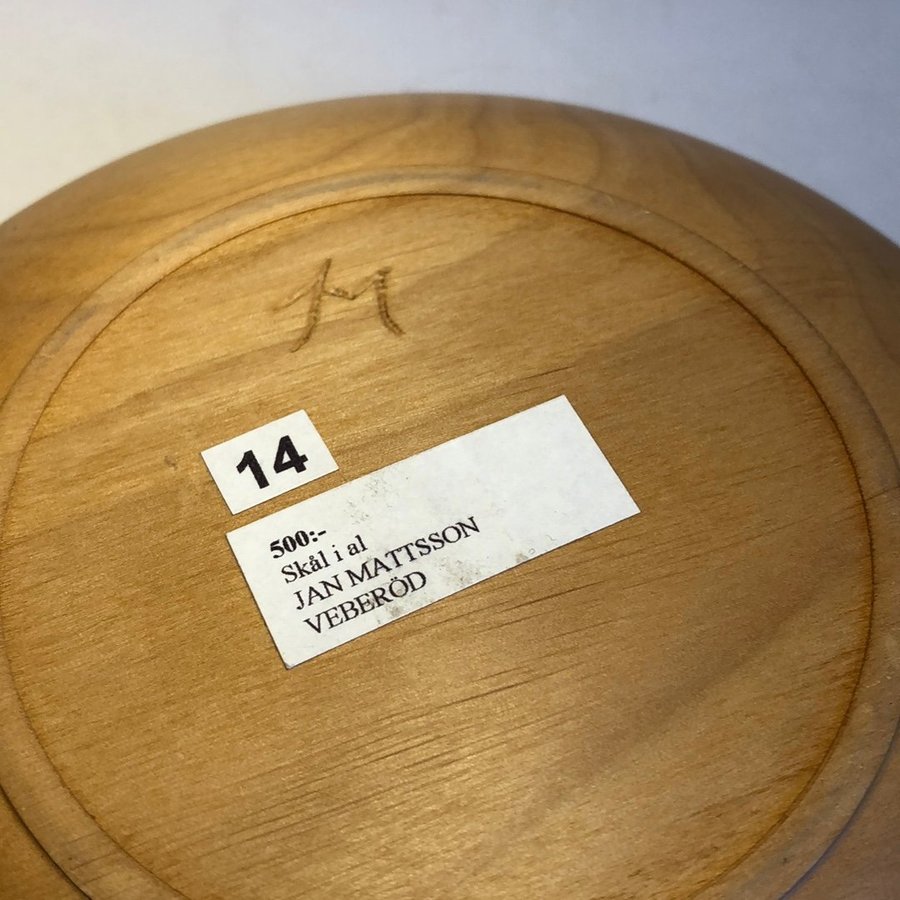 M
14
500:-
Skål i al
JAN MATTSSON
VEBERÖD